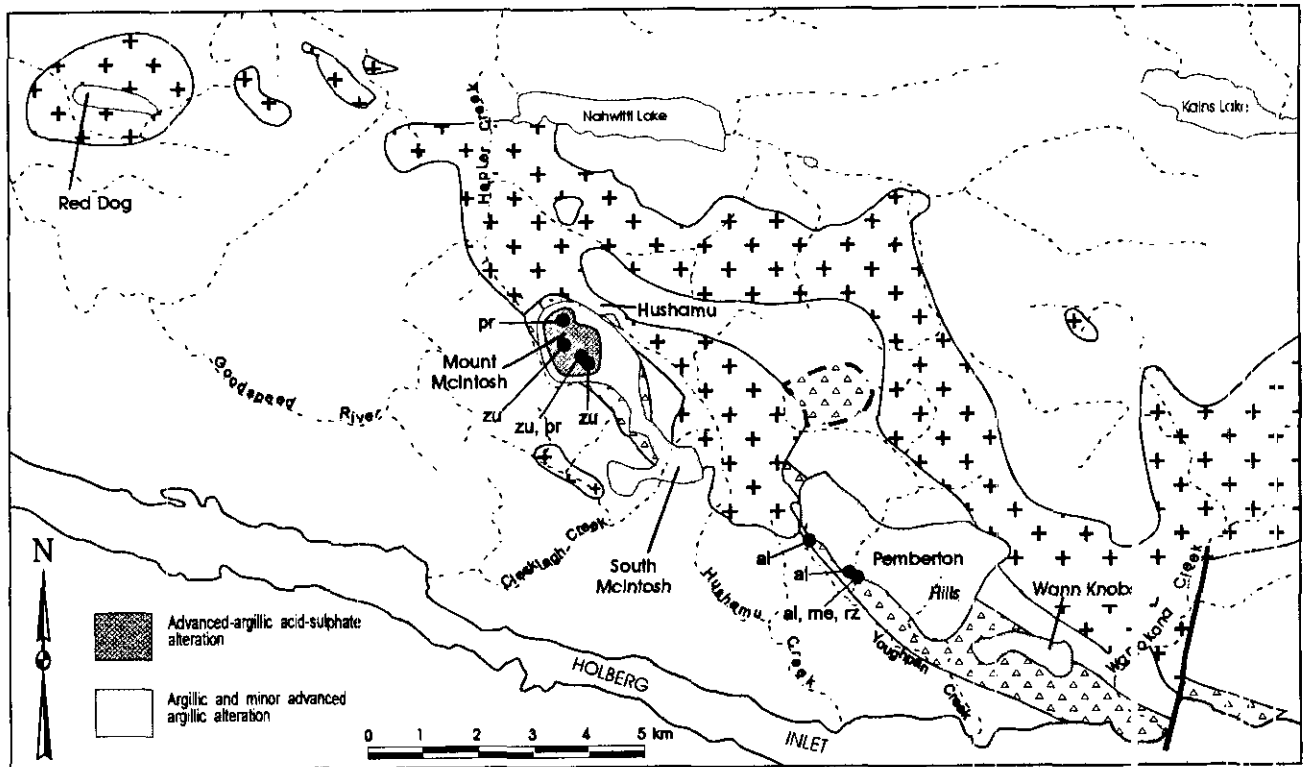 Nahwitti Lake
Kains Lake
Hepler Creek
Red Dog
Hushamu
pr
Mount
McIntosh
zu
zu, pr
zu
Goodspeed
River
South
McIntosh
Hushamu
Creek
al
al
al, me, rz
Pemberton
Hills
Wann Knob
Youghpan
Creek
Creek
N
Advanced-argillic acid-sulphate
alteration
Argillic and minor advanced
argillic alteration
HOLBERG
INLET
0 1 2 3 4 5 km